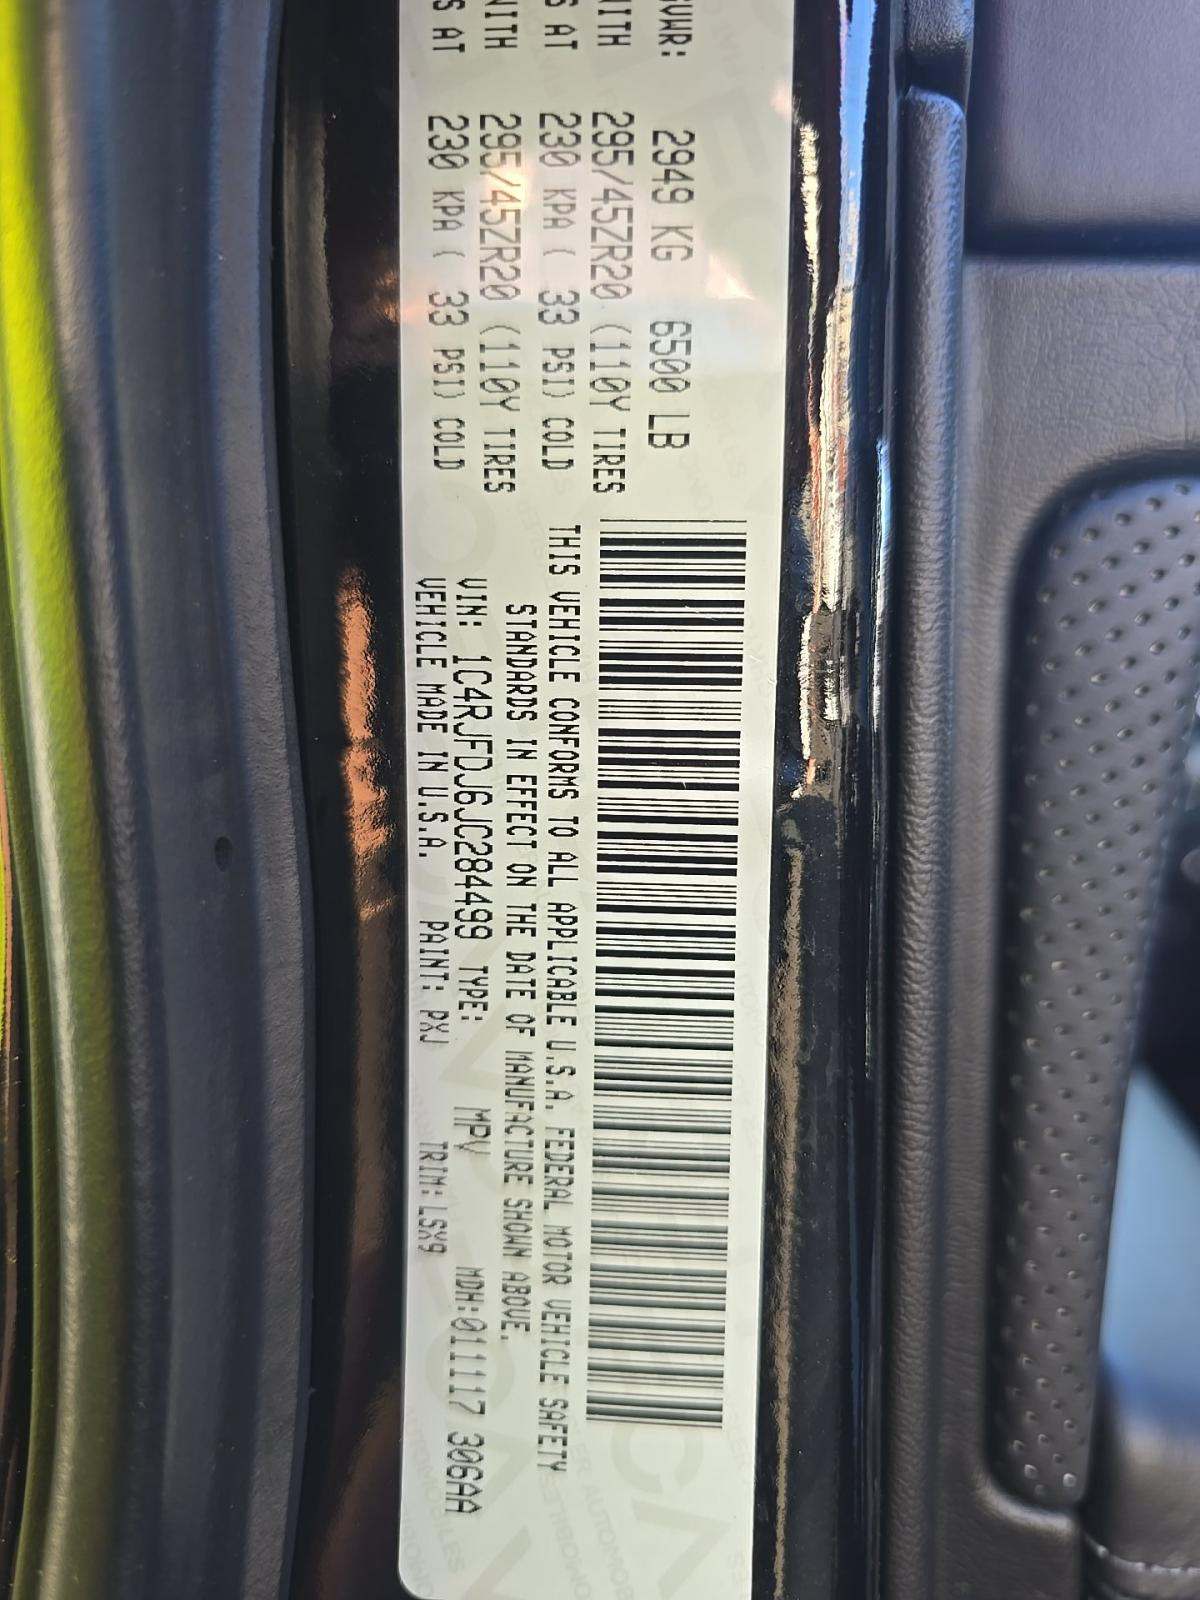 GVWR: 2949 KG 6500 LB
WITH 295/45ZR20 (110Y TIRES
S AT 230 KPA ( 33 PSI) COLD
WITH 295/45ZR20 (110Y TIRES
S AT 230 KPA ( 33 PSI) COLD
THIS VEHICLE CONFORMS TO ALL APPLICABLE U.S.A. FEDERAL MOTOR VEHICLE SAFETY
STANDARDS IN EFFECT ON THE DATE OF MANUFACTURE SHOWN ABOVE.
VIN: 1C4RJFDJ6JC284499 TYPE: MPV MDH:011117 306AA
VEHICLE MADE IN U.S.A. PAINT: PXJ TRIM:LSX9